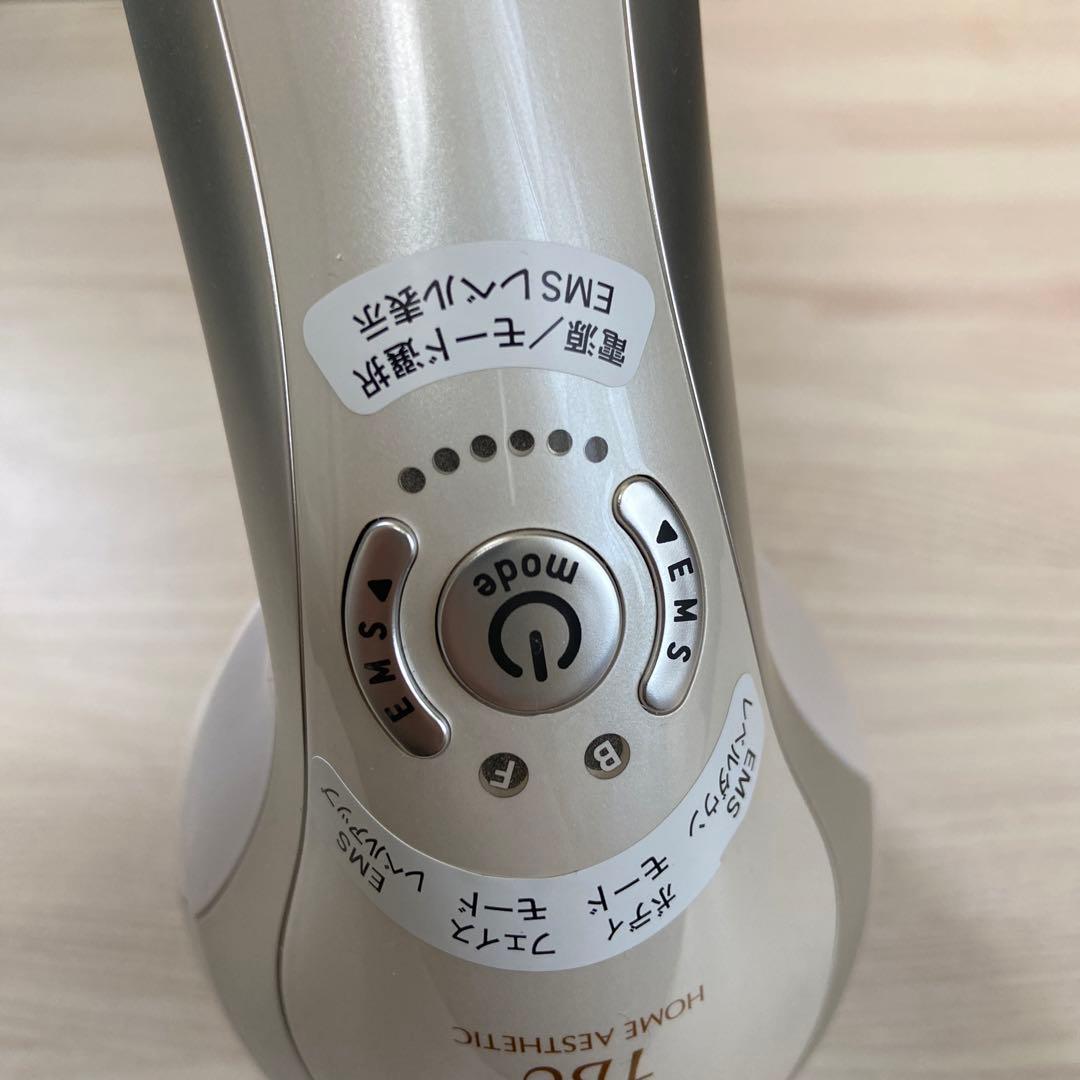 TBC
HOME AESTHETIC
EMS
レベルダウン
ボディ
モード
フェイス
モード
EMS
レベルアップ
B
F
EMS
mode
EMS
電源／モード選択
EMSレベル表示